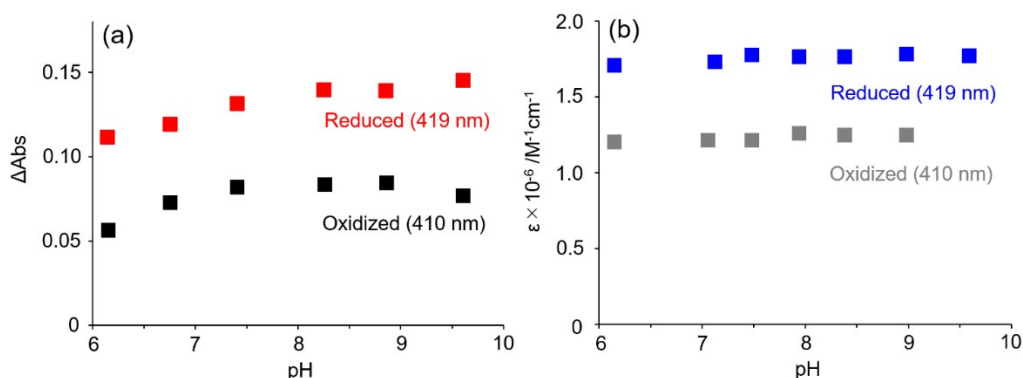 (a)
ΔAbs
0.15
0.10
0.05
0
Reduced (419 nm)
Oxidized (410 nm)
6 7 8 9 10
pH
(b)
ε × 10⁻⁶ /M⁻¹cm⁻¹
2.0
1.5
1.0
0.5
0
Reduced (419 nm)
Oxidized (410 nm)
6 7 8 9 10
pH